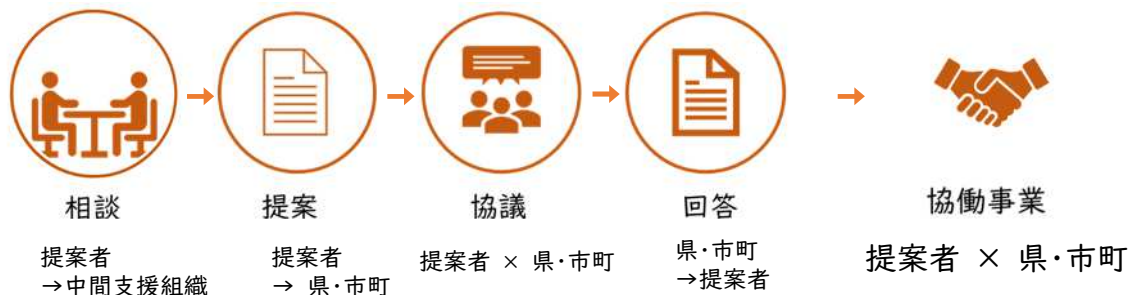 相談
提案者
→中間支援組織
提案
提案者
→ 県・市町
協議
提案者 × 県・市町
回答
県・市町
→提案者
協働事業
提案者 × 県・市町